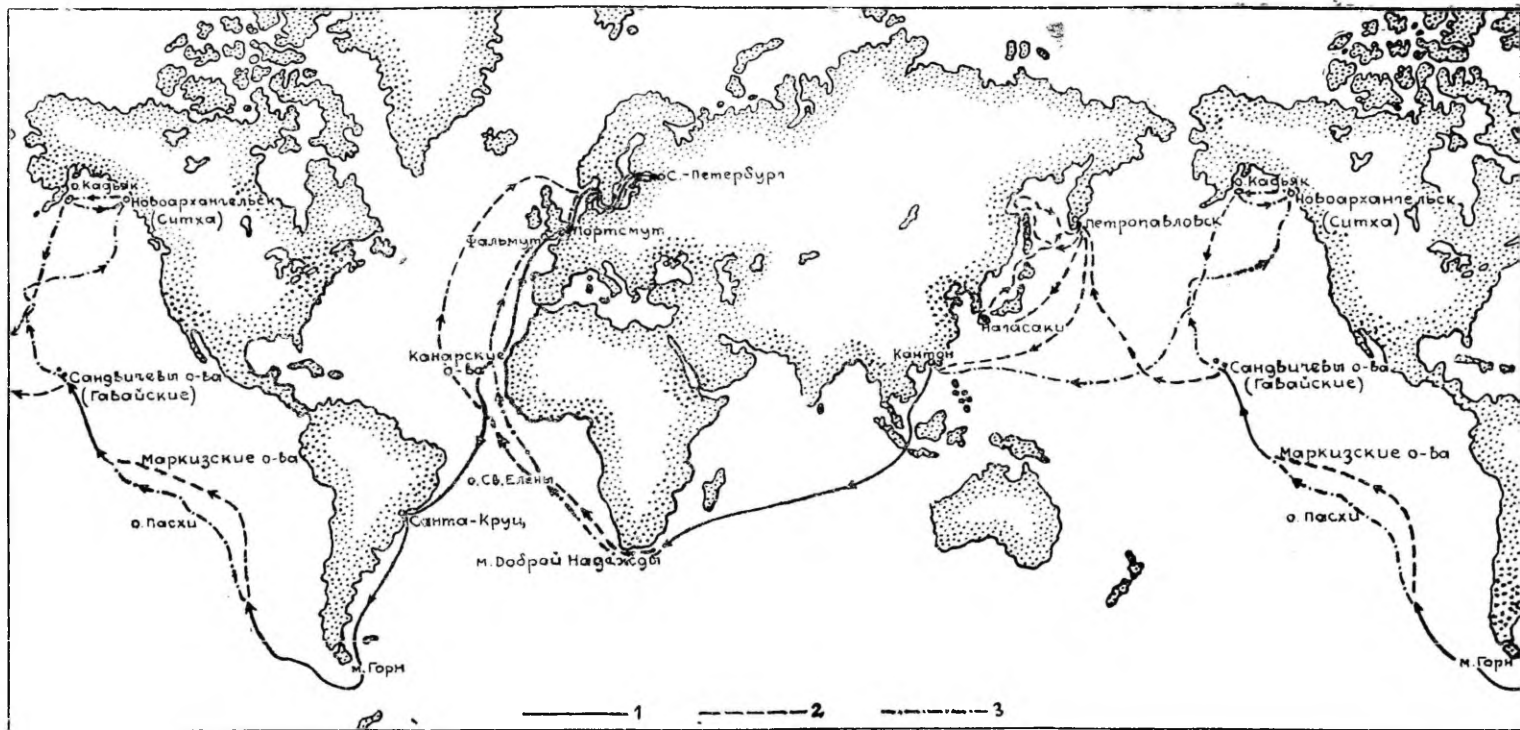 о. Кадьяк
Новоархангельск
(Ситха)
Сандвичевы о-ва
(Гавайские)
Маркизские о-ва
о. Пасхи
м. Горн
Санта-Круц
Канарские
о-ва
о. Св. Елены
м. Доброй Надежды
Фальмут
Портсмут
С.-Петербург
Петропавловск
Нагасаки
Кантон
о. Кадьяк
Новоархангельск
(Ситха)
Сандвичевы о-ва
(Гавайские)
Маркизские о-ва
о. Пасхи
м. Горн
1 2 3